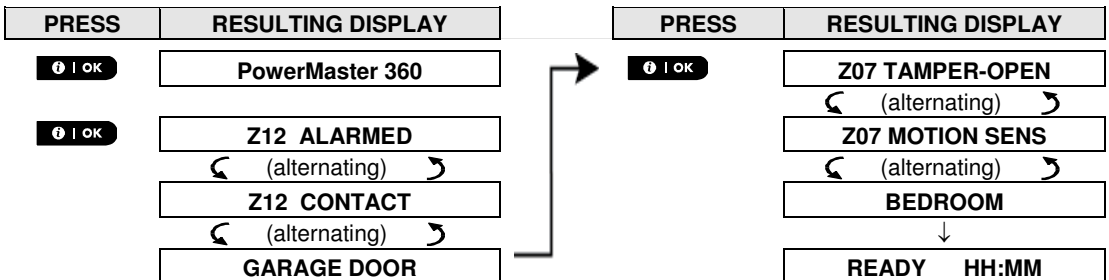 PRESS RESULTING DISPLAY
i | OK PowerMaster 360
i | OK Z12 ALARMED
(alternating)
Z12 CONTACT
(alternating)
GARAGE DOOR
PRESS RESULTING DISPLAY
i | OK Z07 TAMPER-OPEN
(alternating)
Z07 MOTION SENS
(alternating)
BEDROOM
↓
READY HH:MM